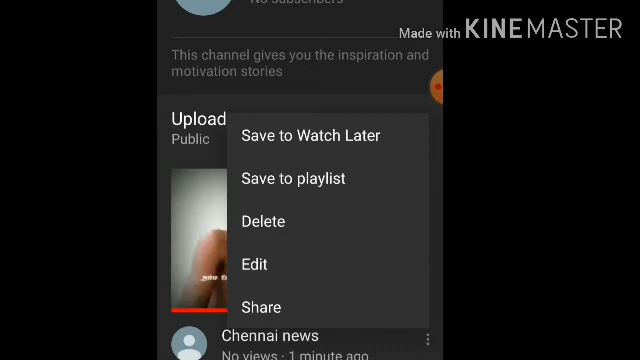 No subscribers
Made with KINEMASTER
This channel gives you the inspiration and
motivation stories
Upload
Public
Save to Watch Later
Save to playlist
Delete
Edit
Share
Chennai news
No views · 1 minute ago